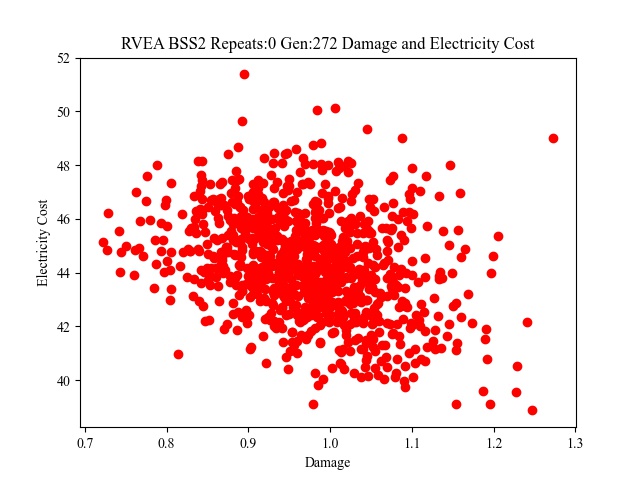 RVEA BSS2 Repeats:0 Gen:272 Damage and Electricity Cost
52
50
48
46
44
42
40
Electricity Cost
0.7 0.8 0.9 1.0 1.1 1.2 1.3
Damage